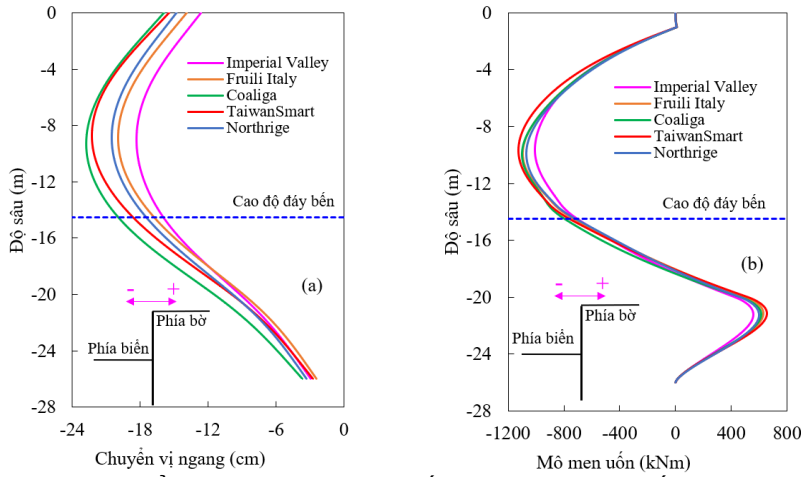 0
-4
-8
-12
-16
-20
-24
-28
Độ sâu (m)
Imperial Valley
Fruili Italy
Coaliga
TaiwanSmart
Northrige
Cao độ đáy bến
(a)
- +
Phía bờ
Phía biển
-24 -18 -12 -6 0
Chuyển vị ngang (cm)
0
-4
-8
-12
-16
-20
-24
-28
Độ sâu (m)
Imperial Valley
Fruili Italy
Coaliga
TaiwanSmart
Northrige
Cao độ đáy bến
(b)
- +
Phía bờ
Phía biển
-1200 -800 -400 0 400 800
Mô men uốn (kNm)